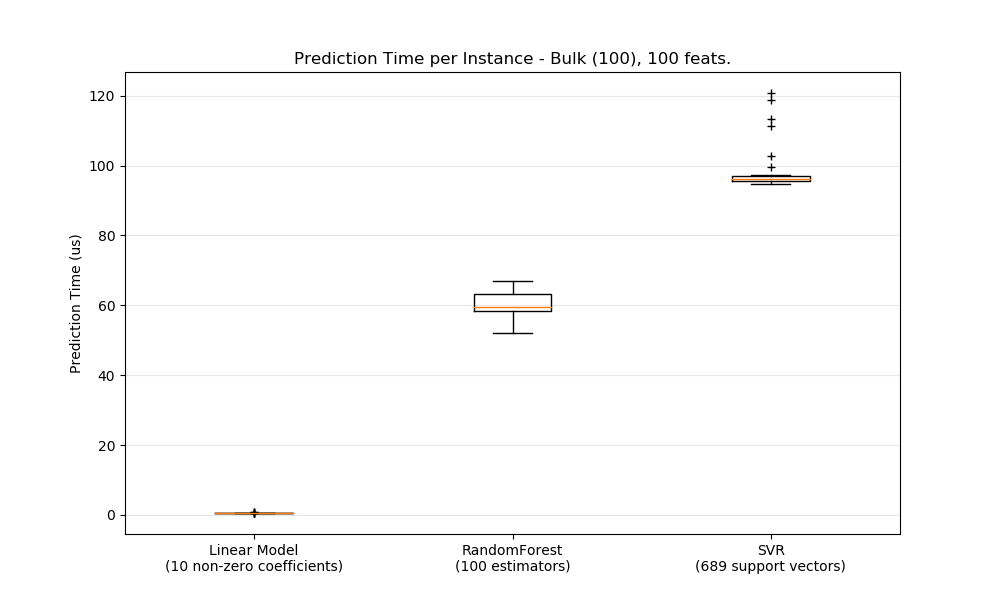 Prediction Time per Instance - Bulk (100), 100 feats.
Prediction Time (us)
120
100
80
60
40
20
0
Linear Model
(10 non-zero coefficients)
RandomForest
(100 estimators)
SVR
(689 support vectors)